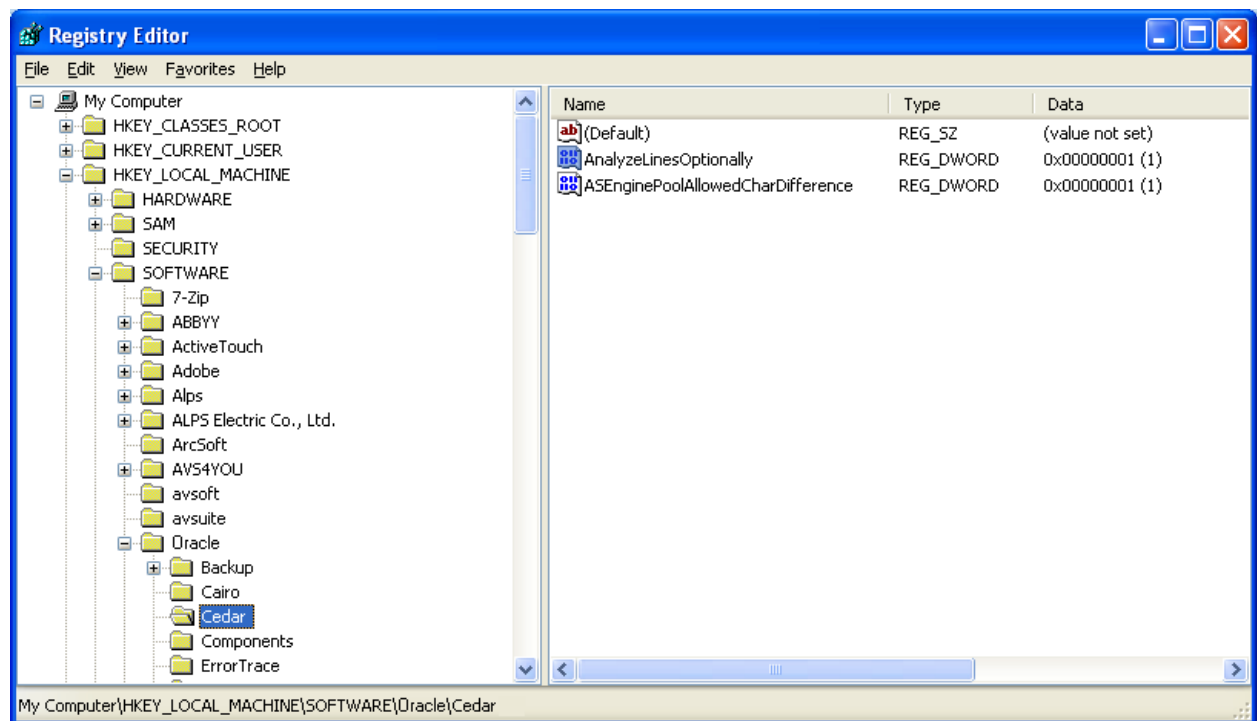 Registry Editor
File Edit View Favorites Help
My Computer
HKEY_CLASSES_ROOT
HKEY_CURRENT_USER
HKEY_LOCAL_MACHINE
HARDWARE
SAM
SECURITY
SOFTWARE
7-Zip
ABBYY
ActiveTouch
Adobe
Alps
ALPS Electric Co., Ltd.
ArcSoft
AVS4YOU
avsoft
avsuite
Oracle
Backup
Cairo
Cedar
Components
ErrorTrace
Name Type Data
(Default) REG_SZ (value not set)
AnalyzeLinesOptionally REG_DWORD 0x00000001 (1)
ASEnginePoolAllowedCharDifference REG_DWORD 0x00000001 (1)
My Computer\HKEY_LOCAL_MACHINE\SOFTWARE\Oracle\Cedar